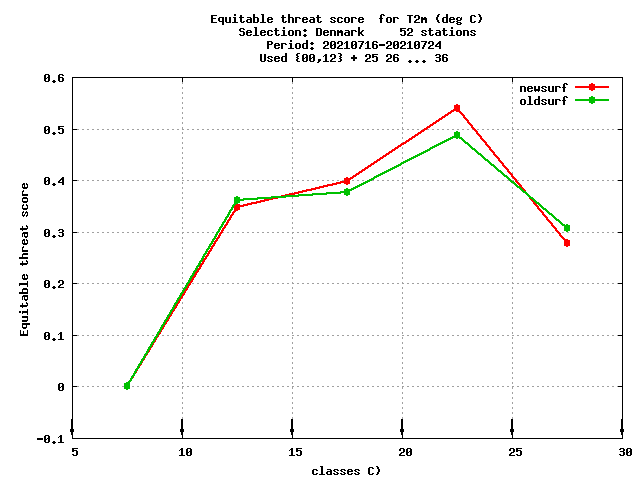 Equitable threat score  for T2m (deg C)
Selection: Denmark     52 stations
Period: 20210716-20210724
Used {00,12} + 25 26 ... 36
0.6
0.5
0.4
0.3
0.2
0.1
0
-0.1
Equitable threat score
newsurf
oldsurf
5 10 15 20 25 30
classes C)